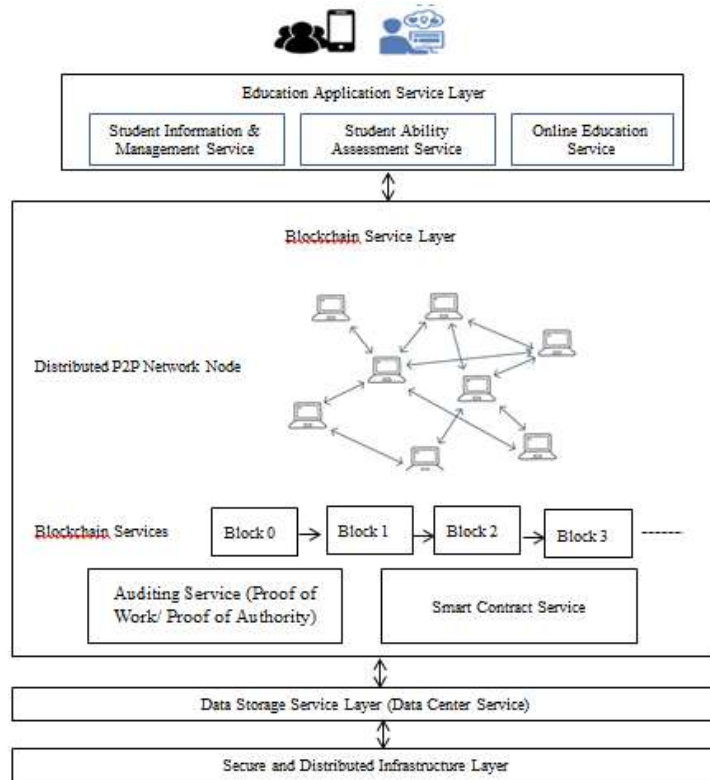 Education Application Service Layer
Student Information &
Management Service
Student Ability
Assessment Service
Online Education
Service
Blockchain Service Layer
Distributed P2P Network Node
Blockchain Services
Block 0
Block 1
Block 2
Block 3
Auditing Service (Proof of
Work/ Proof of Authority)
Smart Contract Service
Data Storage Service Layer (Data Center Service)
Secure and Distributed Infrastructure Layer